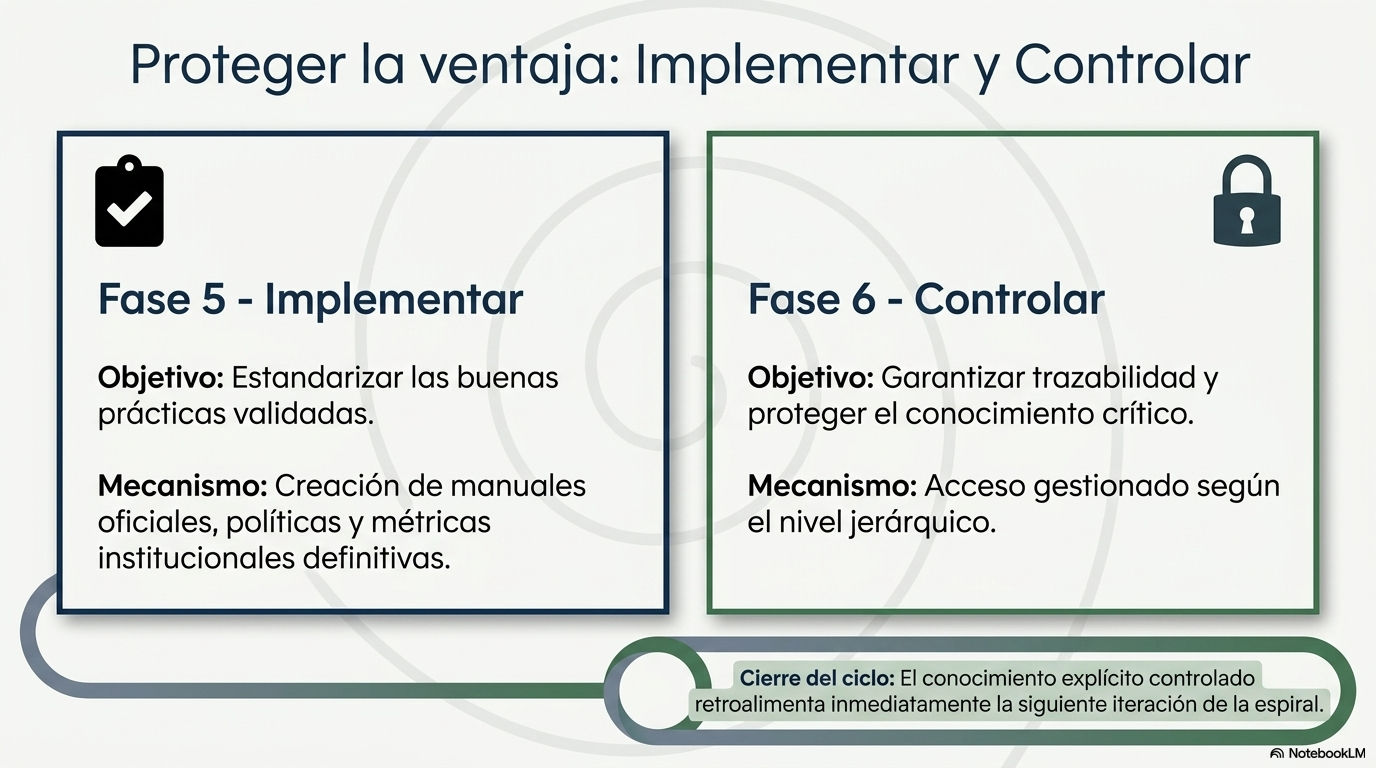 Proteger la ventaja: Implementar y Controlar
Fase 5 - Implementar
Objetivo: Estandarizar las buenas
prácticas validadas.
Mecanismo: Creación de manuales
oficiales, políticas y métricas
institucionales definitivas.
Fase 6 - Controlar
Objetivo: Garantizar trazabilidad y
proteger el conocimiento crítico.
Mecanismo: Acceso gestionado según
el nivel jerárquico.
Cierre del ciclo: El conocimiento explícito controlado
retroalimenta inmediatamente la siguiente iteración de la espiral.
NotebookLM